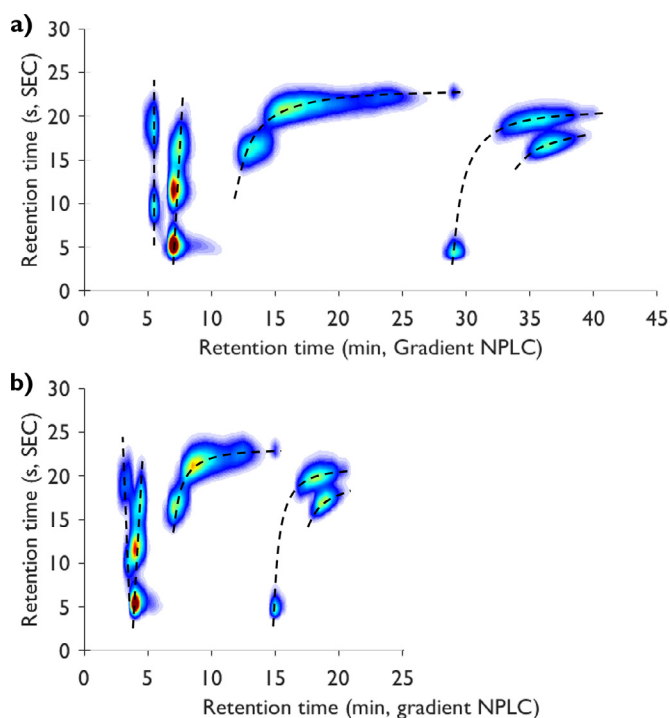 a)
30
25
20
15
10
5
0
Retention time (s, SEC)
0 5 10 15 20 25 30 35 40 45
Retention time (min, Gradient NPLC)
b)
30
25
20
15
10
5
0
Retention time (s, SEC)
0 5 10 15 20 25
Retention time (min, gradient NPLC)